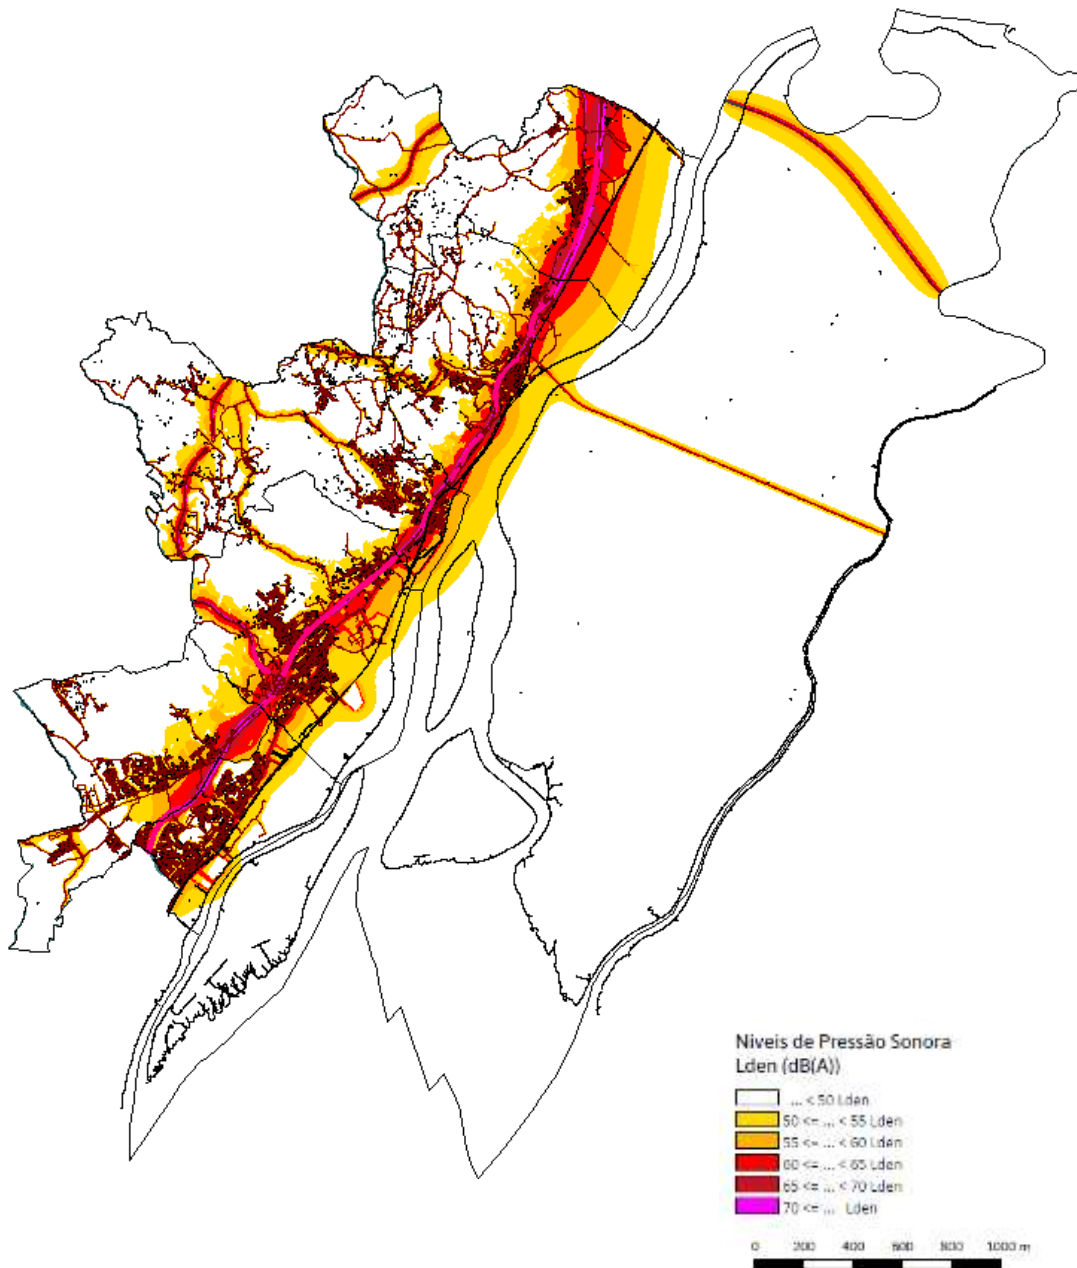 Niveis de Pressão Sonora
Lden (dB(A))
... < 50 Lden
50 <= ... < 55 Lden
55 <= ... < 60 Lden
60 <= ... < 65 Lden
65 <= ... < 70 Lden
70 <= ... Lden
0 200 400 600 800 1000 m